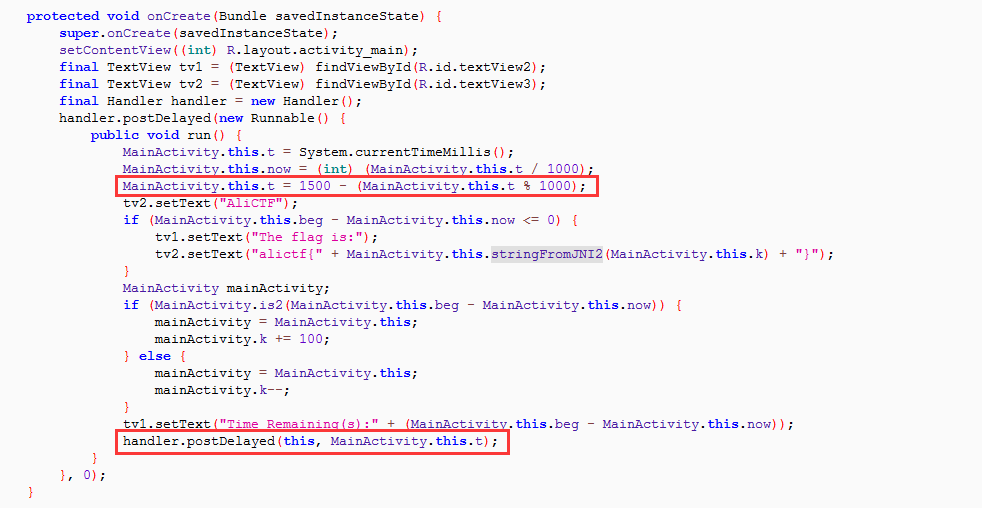 protected void onCreate(Bundle savedInstanceState) {
super.onCreate(savedInstanceState);
setContentView((int) R.layout.activity_main);
final TextView tv1 = (TextView) findViewById(R.id.textView2);
final TextView tv2 = (TextView) findViewById(R.id.textView3);
final Handler handler = new Handler();
handler.postDelayed(new Runnable() {
public void run() {
MainActivity.this.t = System.currentTimeMillis();
MainActivity.this.now = (int) (MainActivity.this.t / 1000);
MainActivity.this.t = 1500 - (MainActivity.this.t % 1000);
tv2.setText("AliCTF");
if (MainActivity.this.beg - MainActivity.this.now <= 0) {
tv1.setText("The flag is:");
tv2.setText("alictf{" + MainActivity.this.stringFromJNI2(MainActivity.this.k) + "}");
}
MainActivity mainActivity;
if (MainActivity.is2(MainActivity.this.beg - MainActivity.this.now)) {
mainActivity = MainActivity.this;
mainActivity.k += 100;
} else {
mainActivity = MainActivity.this;
mainActivity.k--;
}
tv1.setText("Time Remaining(s):" + (MainActivity.this.beg - MainActivity.this.now));
handler.postDelayed(this, MainActivity.this.t);
}
}, 0);
}